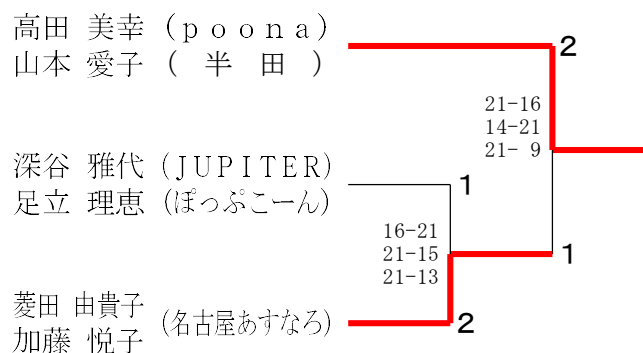 高田 美幸 (poona)
山本 愛子 (半田)
2
21-16
14-21
21- 9
深谷 雅代 (JUPITER)
足立 理恵 (ぽっぷこーん)
1
16-21
21-15
21-13
1
菱田 由貴子
加藤 悦子
(名古屋あすなろ)
2